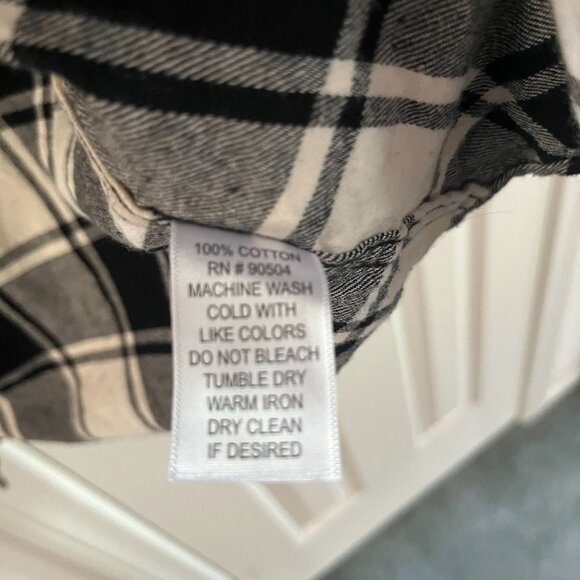 100% COTTON
RN # 90504
MACHINE WASH
COLD WITH
LIKE COLORS
DO NOT BLEACH
TUMBLE DRY
WARM IRON
DRY CLEAN
IF DESIRED